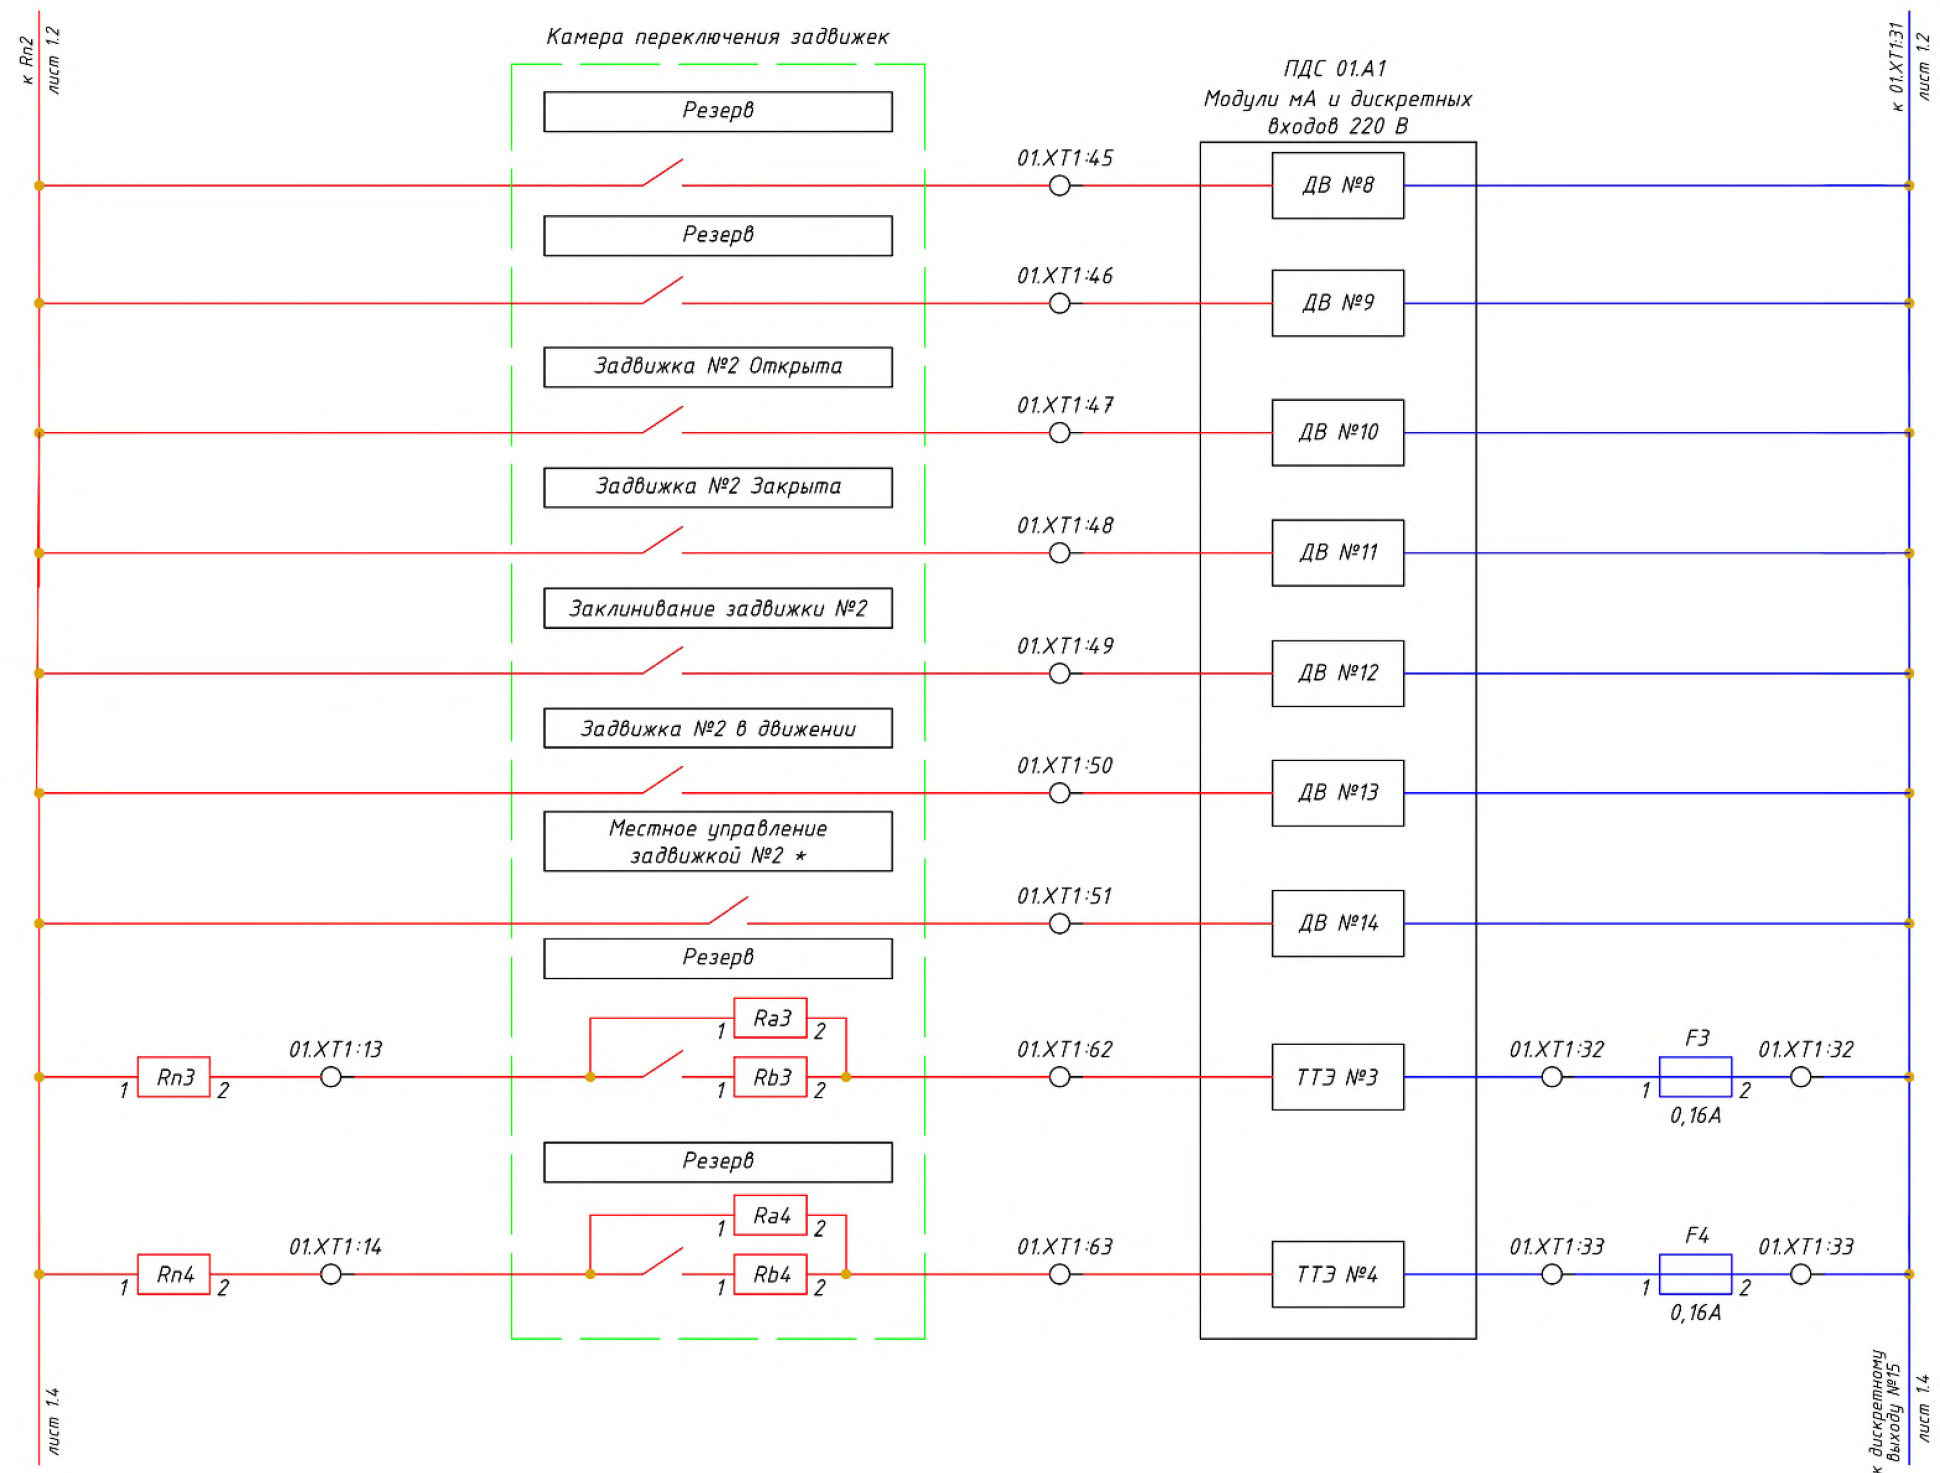 к Rn2
лист 1.2
Камера переключения задвижек
ПДС 01.А1
Модули мА и дискретных
входов 220 В
к 01.XT1:31
лист 1.2
Резерв
01.XT1:45
ДВ №8
Резерв
01.XT1:46
ДВ №9
Задвижка №2 Открыта
01.XT1:47
ДВ №10
Задвижка №2 Закрыта
01.XT1:48
ДВ №11
Заклинивание задвижки №2
01.XT1:49
ДВ №12
Задвижка №2 в движении
01.XT1:50
ДВ №13
Местное управление
задвижкой №2 *
01.XT1:51
ДВ №14
Резерв
1 Ra3 2
1 Rn3 2
01.XT1:13
1 Rb3 2
01.XT1:62
ТТЭ №3
01.XT1:32
F3
1 2
0,16А
01.XT1:32
Резерв
1 Ra4 2
1 Rn4 2
01.XT1:14
1 Rb4 2
01.XT1:63
ТТЭ №4
01.XT1:33
F4
1 2
0,16А
01.XT1:33
лист 1.4
к дискретному
выходу №15
лист 1.4